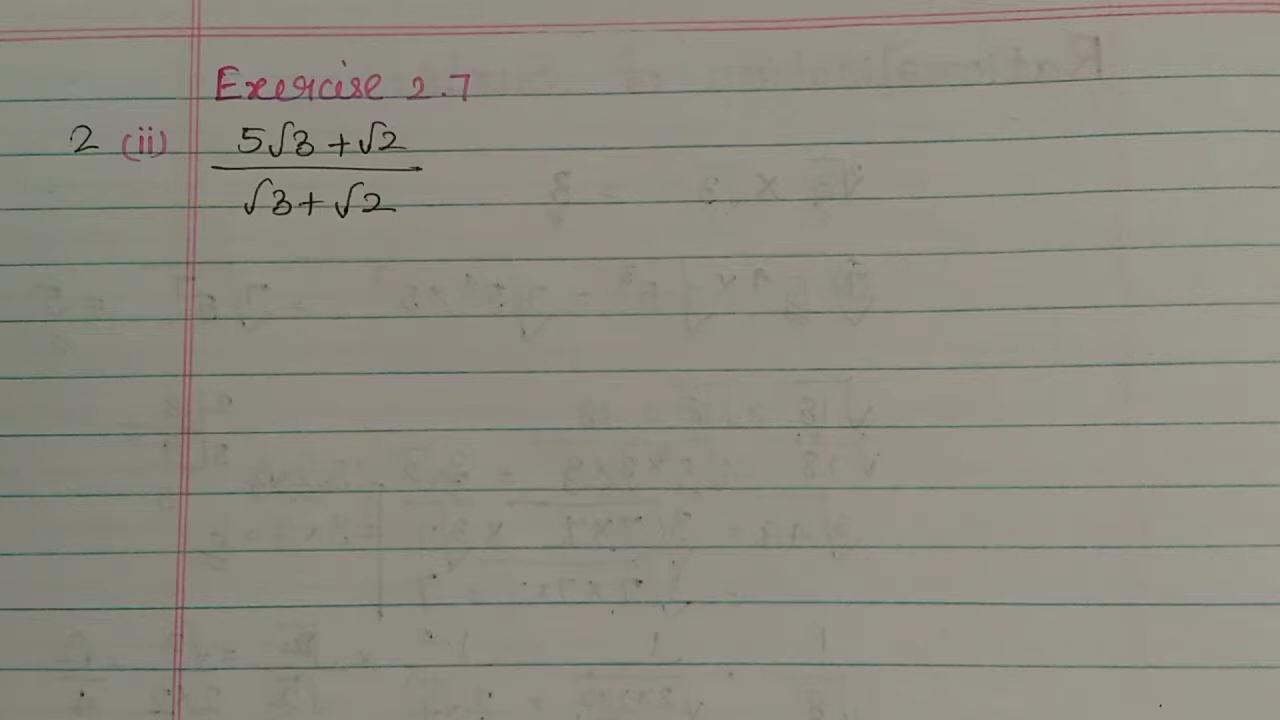 Exercise 2.7
2 (ii) 5√3 + √2
√3 + √2